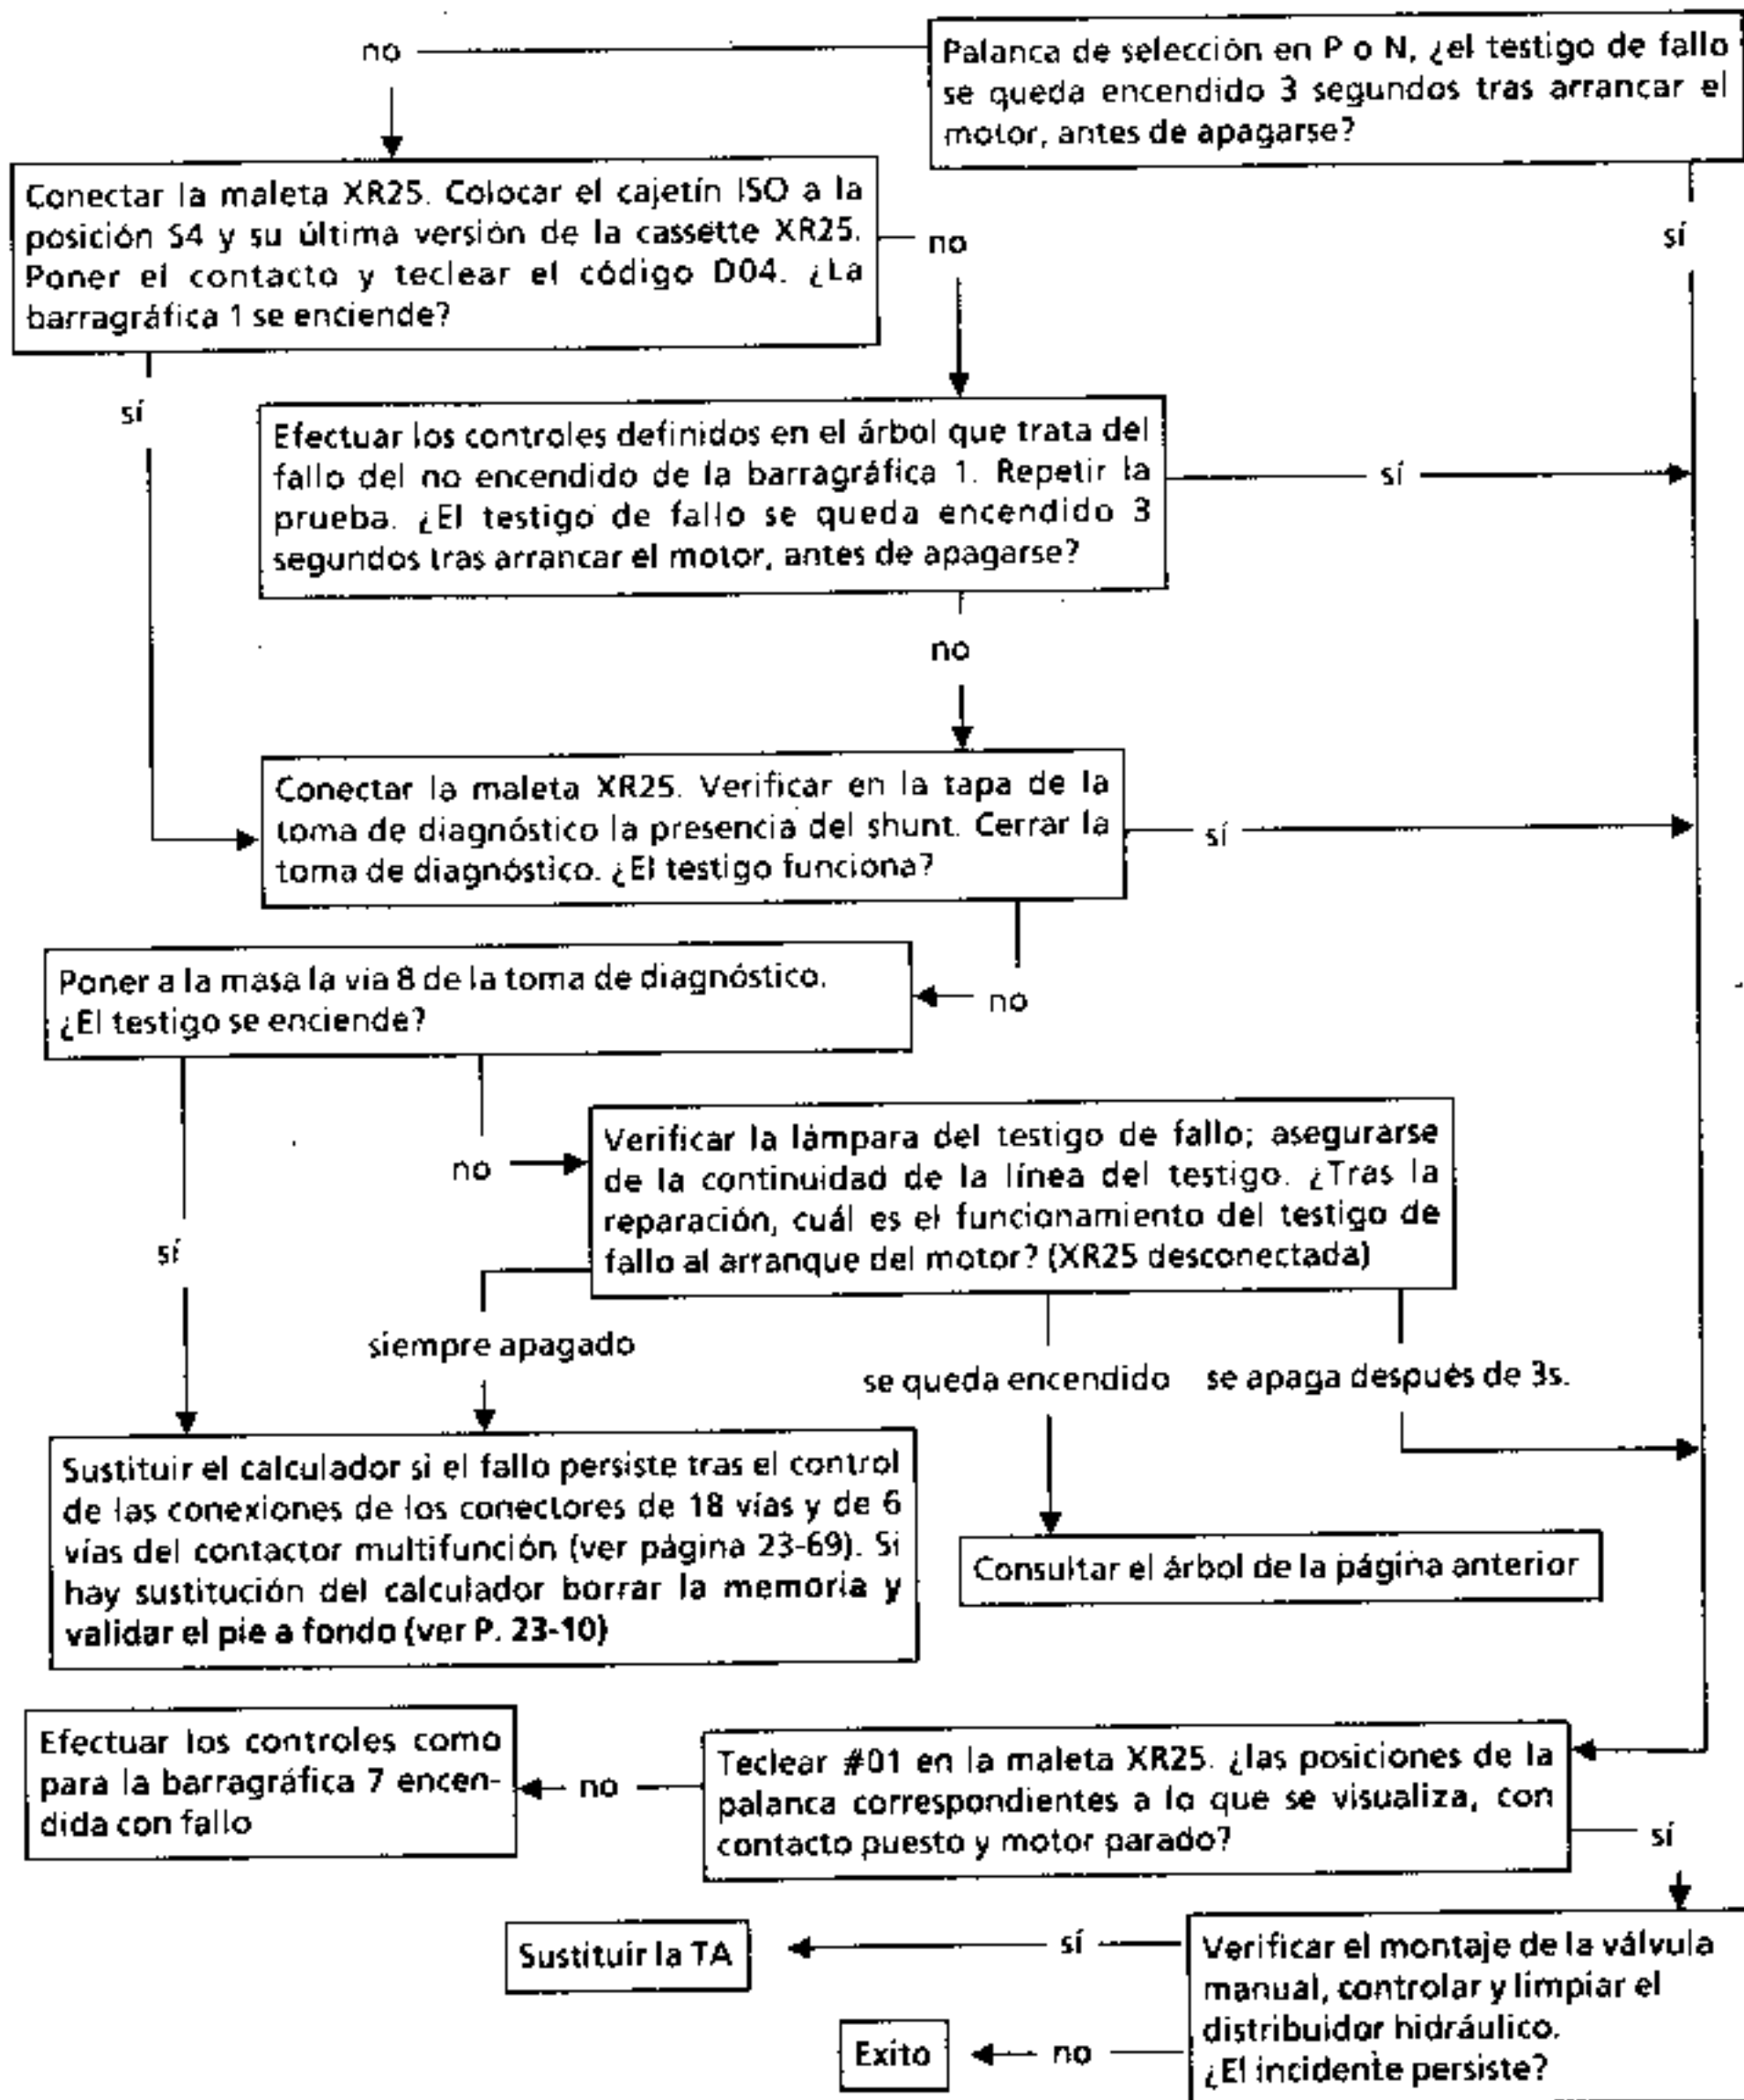 no
Palanca de selección en P o N, ¿el testigo de fallo
se queda encendido 3 segundos tras arrancar el
motor, antes de apagarse?
Conectar la maleta XR25. Colocar el cajetín ISO a la
posición S4 y su última versión de la cassette XR25.
Poner el contacto y teclear el código D04. ¿La
barragráfica 1 se enciende?
no
sí
sí
Efectuar los controles definidos en el árbol que trata del
fallo del no encendido de la barragráfica 1. Repetir la
prueba. ¿El testigo de fallo se queda encendido 3
segundos tras arrancar el motor, antes de apagarse?
sí
no
Conectar la maleta XR25. Verificar en la tapa de la
toma de diagnóstico la presencia del shunt. Cerrar la
toma de diagnóstico. ¿El testigo funciona?
sí
Poner a la masa la via 8 de la toma de diagnóstico.
¿El testigo se enciende?
no
Verificar la lámpara del testigo de fallo; asegurarse
de la continuidad de la línea del testigo. ¿Tras la
reparación, cuál es el funcionamiento del testigo de
fallo al arranque del motor? (XR25 desconectada)
no
sí
siempre apagado
se queda encendido
se apaga después de 3s.
Sustituir el calculador si el fallo persiste tras el control
de las conexiones de los conectores de 18 vías y de 6
vías del contactor multifunción (ver página 23-69). Si
hay sustitución del calculador borrar la memoria y
validar el pie a fondo (ver P. 23-10)
Consultar el árbol de la página anterior
Efectuar los controles como
para la barragráfica 7 encen-
dida con fallo
no
Teclear #01 en la maleta XR25. ¿las posiciones de la
palanca correspondientes a lo que se visualiza, con
contacto puesto y motor parado?
sí
Sustituir la TA
sí
Verificar el montaje de la válvula
manual, controlar y limpiar el
distribuidor hidráulico.
¿El incidente persiste?
Exito
no